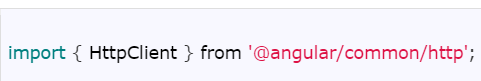 import { HttpClient } from '@angular/common/http';